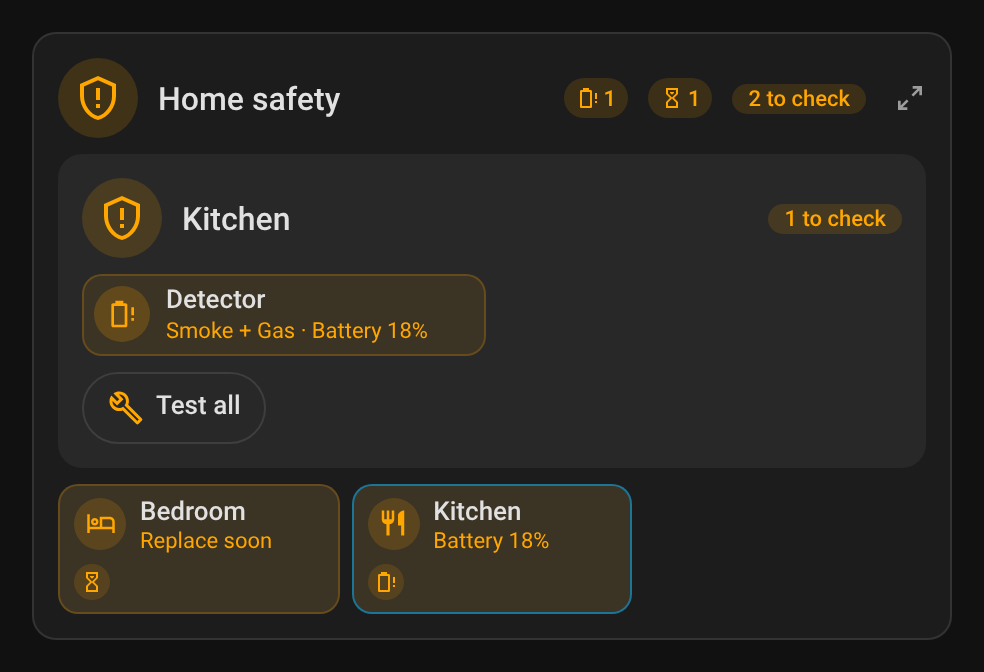 Home safety
1
1
2 to check
Kitchen
1 to check
Detector
Smoke + Gas · Battery 18%
Test all
Bedroom
Replace soon
Kitchen
Battery 18%